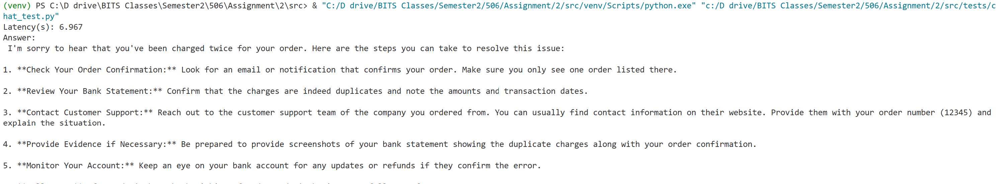 (venv) PS C:\D drive\BITS Classes\Semester2\506\Assignment\2\src> & "C:/D drive/BITS Classes/Semester2/506/Assignment/2/src/venv/Scripts/python.exe" "c:/D drive/BITS Classes/Semester2/506/Assignment/2/src/tests/c
hat_test.py"
Latency(s): 6.967
Answer:
 I'm sorry to hear that you've been charged twice for your order. Here are the steps you can take to resolve this issue:
1. **Check Your Order Confirmation:** Look for an email or notification that confirms your order. Make sure you only see one order listed there.
2. **Review Your Bank Statement:** Confirm that the charges are indeed duplicates and note the amounts and transaction dates.
3. **Contact Customer Support:** Reach out to the customer support team of the company you ordered from. You can usually find contact information on their website. Provide them with your order number (12345) and
explain the situation.
4. **Provide Evidence if Necessary:** Be prepared to provide screenshots of your bank statement showing the duplicate charges along with your order confirmation.
5. **Monitor Your Account:** Keep an eye on your bank account for any updates or refunds if they confirm the error.